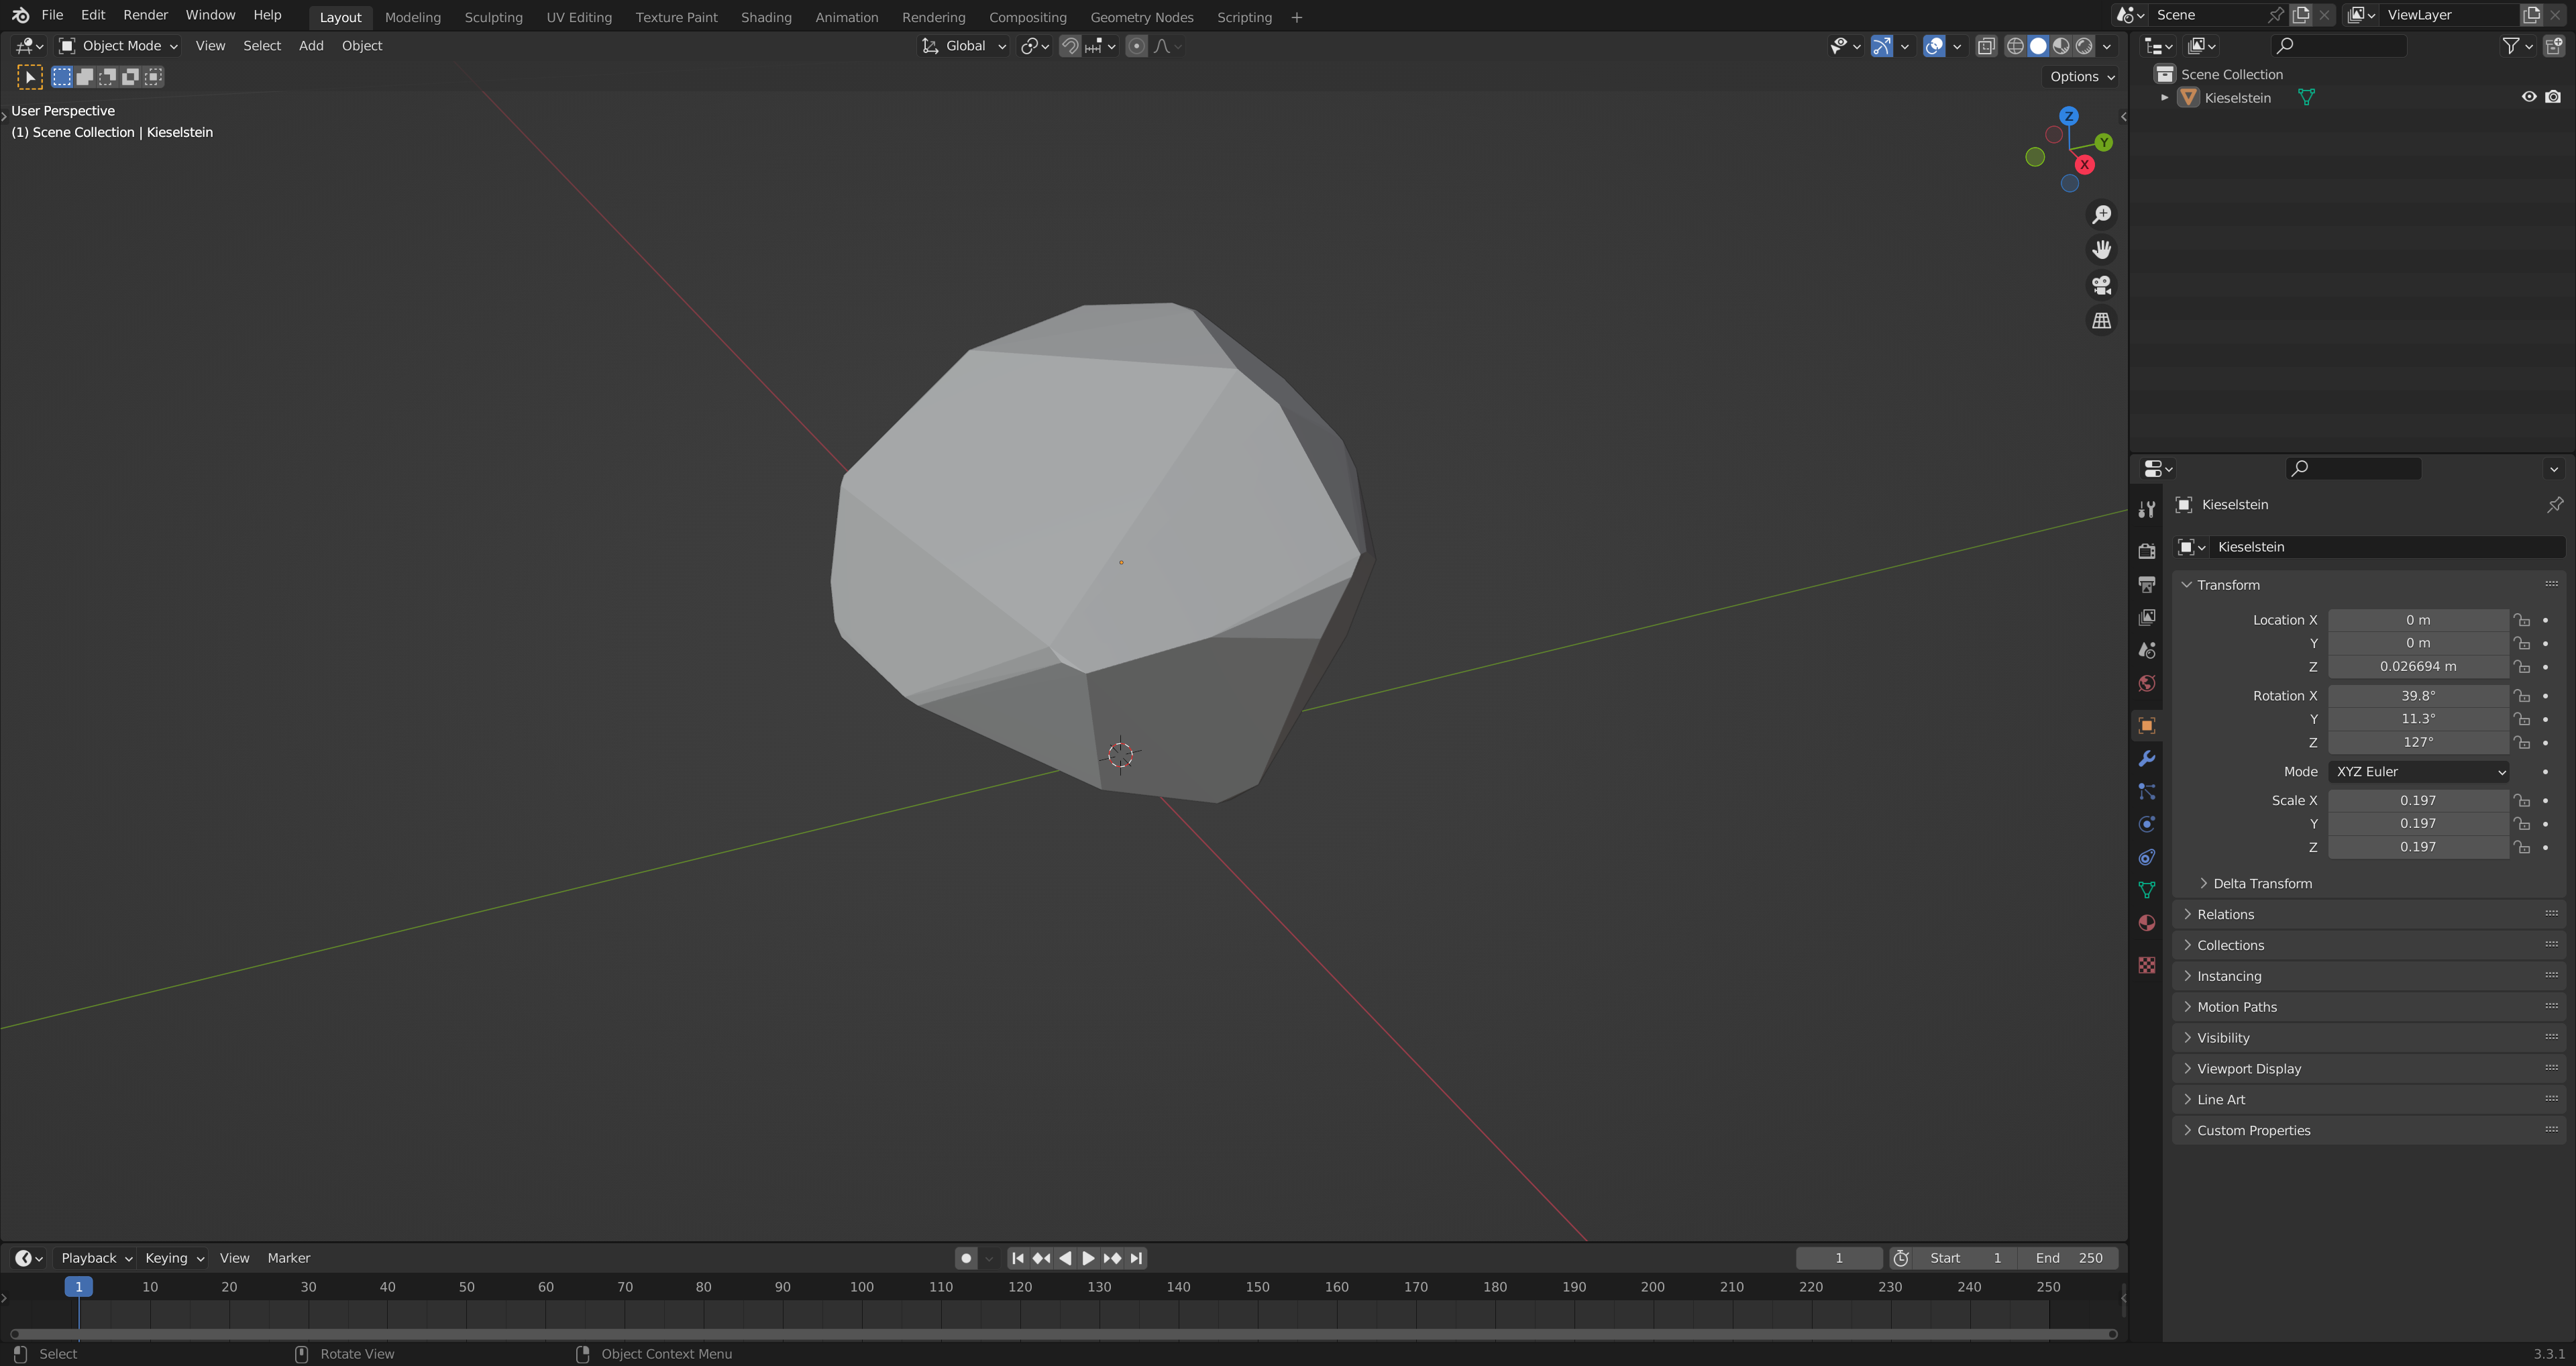 File Edit Render Window Help Layout Modeling Sculpting UV Editing Texture Paint Shading Animation Rendering Compositing Geometry Nodes Scripting + Scene ViewLayer
Object Mode View Select Add Object Global
Options
User Perspective
(1) Scene Collection | Kieselstein
Z
Y
X
Scene Collection
Kieselstein
Kieselstein
Kieselstein
Transform
Location X 0 m
Y 0 m
Z 0.026694 m
Rotation X 39.8°
Y 11.3°
Z 127°
Mode XYZ Euler
Scale X 0.197
Y 0.197
Z 0.197
Delta Transform
Relations
Collections
Instancing
Motion Paths
Visibility
Viewport Display
Line Art
Custom Properties
Playback Keying View Marker 1 Start 1 End 250
1 10 20 30 40 50 60 70 80 90 100 110 120 130 140 150 160 170 180 190 200 210 220 230 240 250
Select Rotate View Object Context Menu 3.3.1